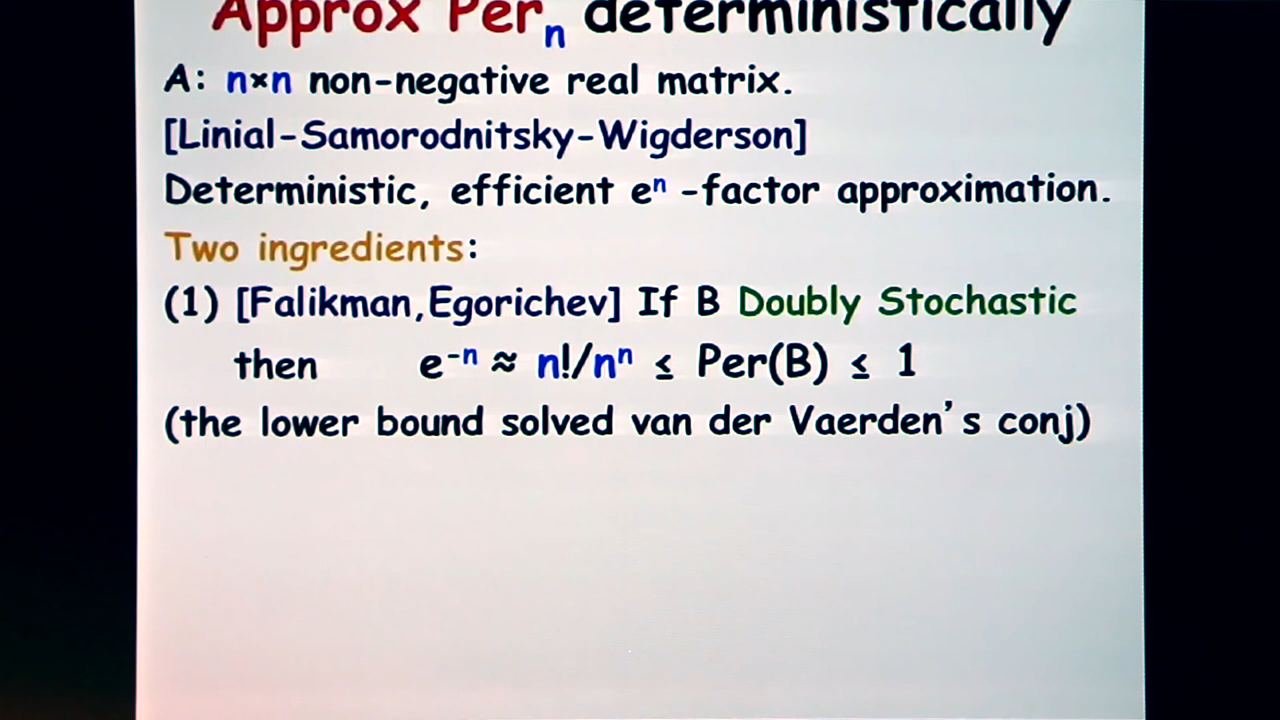 Approx Perₙ deterministically
A: n×n non-negative real matrix.
[Linial-Samorodnitsky-Wigderson]
Deterministic, efficient eⁿ -factor approximation.
Two ingredients:
(1) [Falikman,Egorichev] If B Doubly Stochastic
then e⁻ⁿ ≈ n!/nⁿ ≤ Per(B) ≤ 1
(the lower bound solved van der Vaerden's conj)